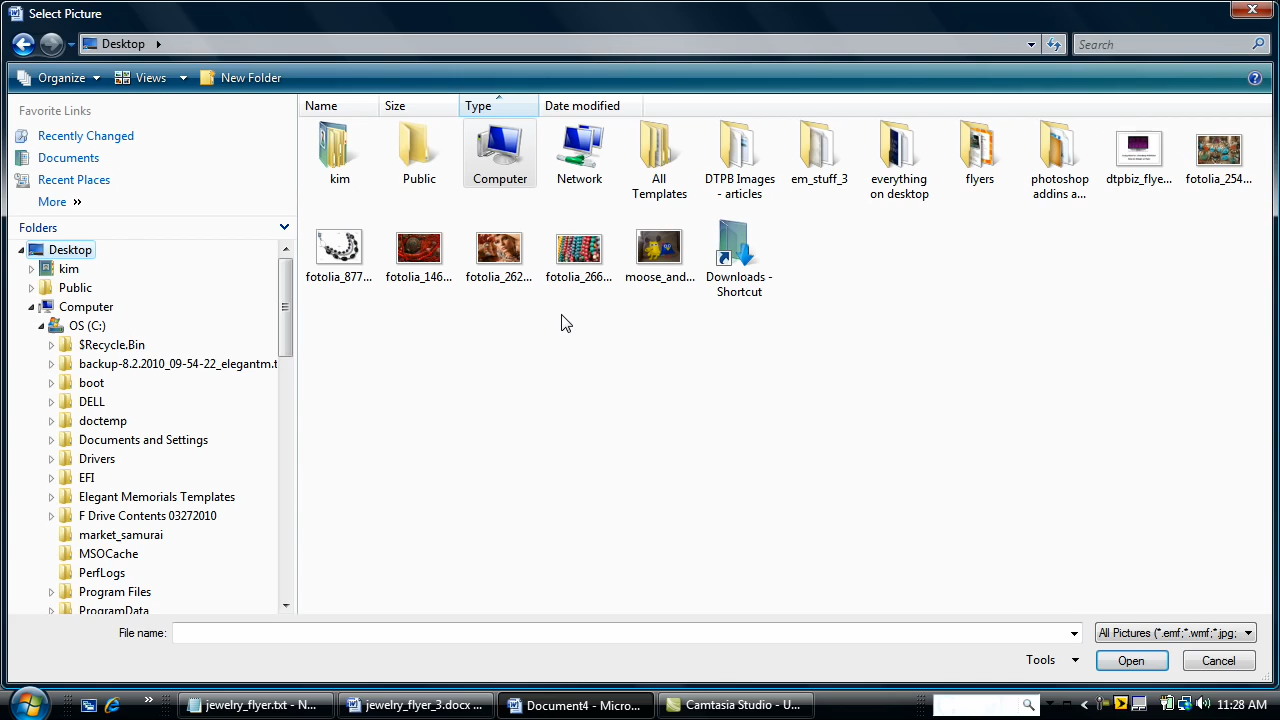 Select Picture
Desktop
Search
Organize
Views
New Folder
Favorite Links
Recently Changed
Documents
Recent Places
More »
Folders
Name
Size
Type
Date modified
kim
Public
Computer
Network
All Templates
DTPB Images - articles
em_stuff_3
everything on desktop
flyers
photoshop addins a...
dtpbiz_flye...
fotolia_254...
fotolia_877...
fotolia_146...
fotolia_262...
fotolia_266...
moose_and...
Downloads - Shortcut
Desktop
kim
Public
Computer
OS (C:)
$Recycle.Bin
backup-8.2.2010_09-54-22_elegantm.t
boot
DELL
doctemp
Documents and Settings
Drivers
EFI
Elegant Memorials Templates
F Drive Contents 03272010
market_samurai
MSOCache
PerfLogs
Program Files
ProgramData
File name:
All Pictures (*.emf;*.wmf;*.jpg;
Tools
Open
Cancel
jewelry_flyer.txt - N...
jewelry_flyer_3.docx ...
Document4 - Micro...
Camtasia Studio - U...
11:28 AM